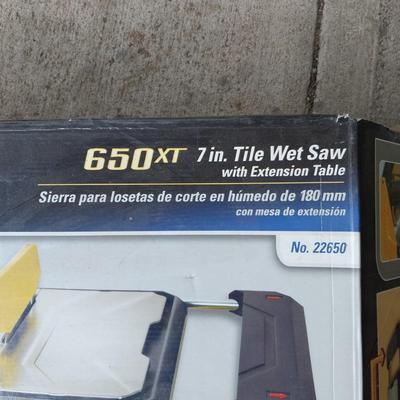 650XT 7 in. Tile Wet Saw
with Extension Table
Sierra para losetas de corte en húmedo de 180 mm
con mesa de extensión
No. 22650